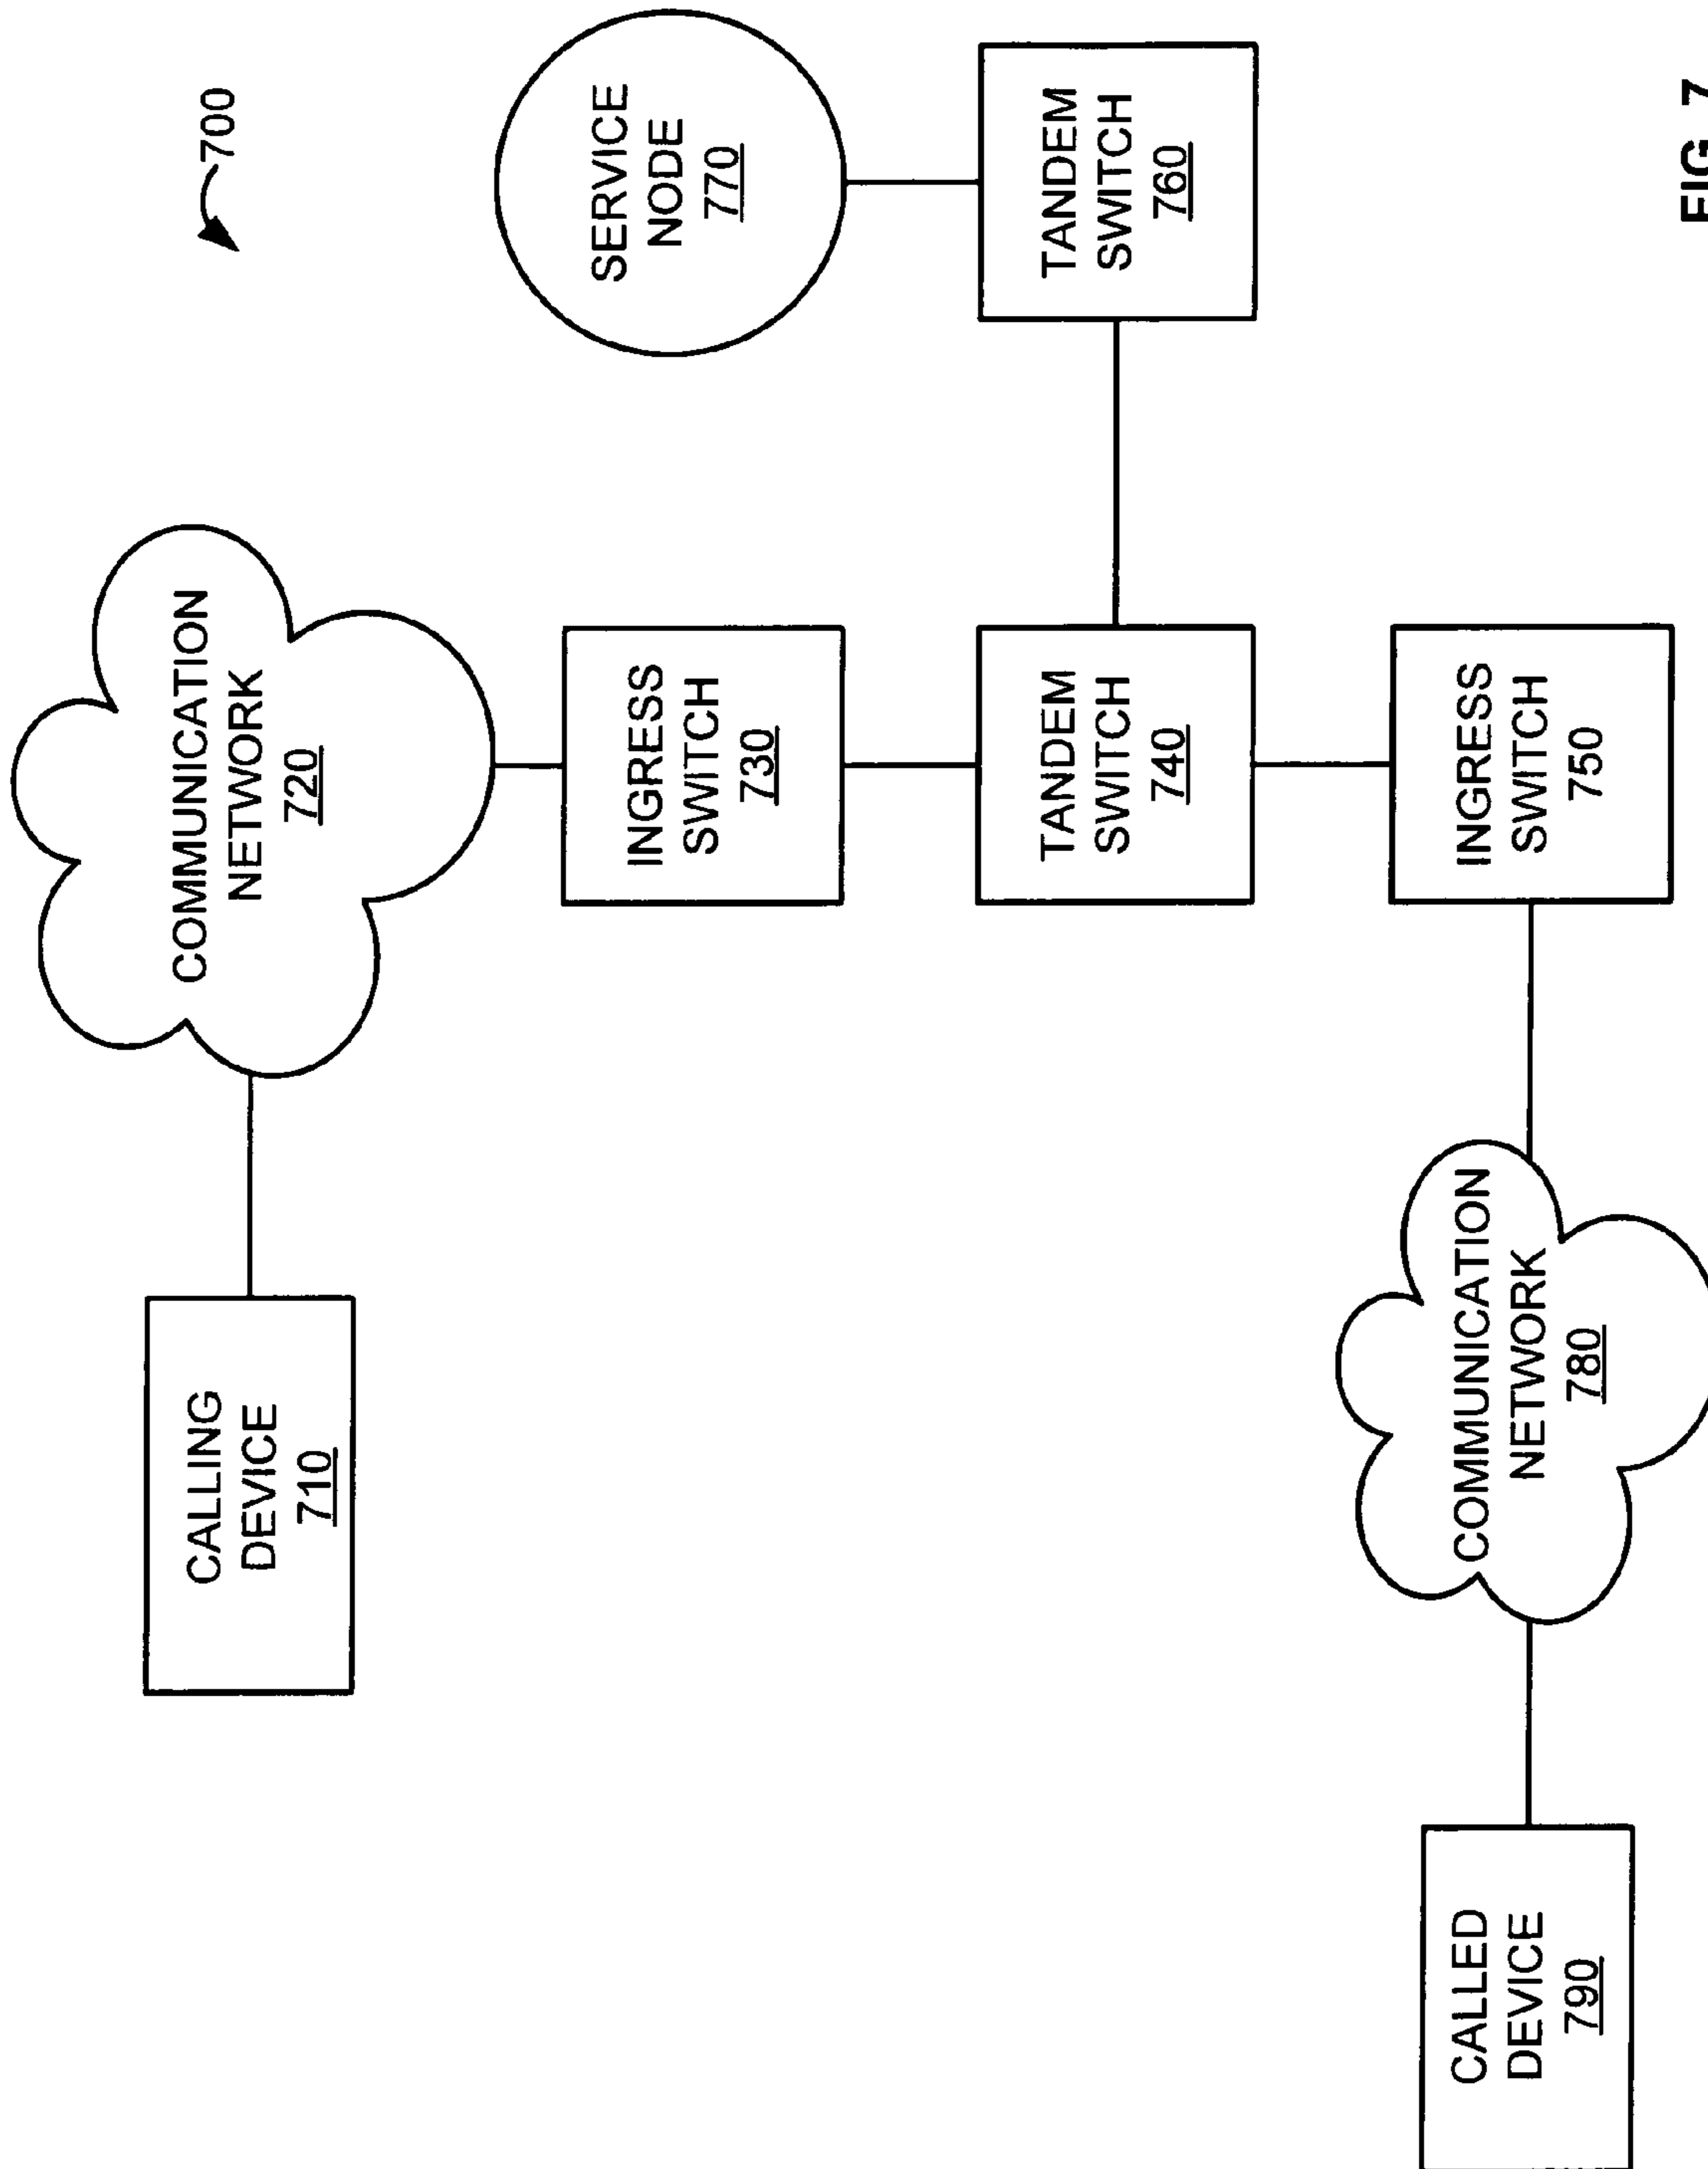 700
CALLING
DEVICE
710
COMMUNICATION
NETWORK
720
INGRESS
SWITCH
730
SERVICE
NODE
770
TANDEM
SWITCH
740
TANDEM
SWITCH
760
CALLED
DEVICE
790
COMMUNICATION
NETWORK
780
INGRESS
SWITCH
750
FIG. 7